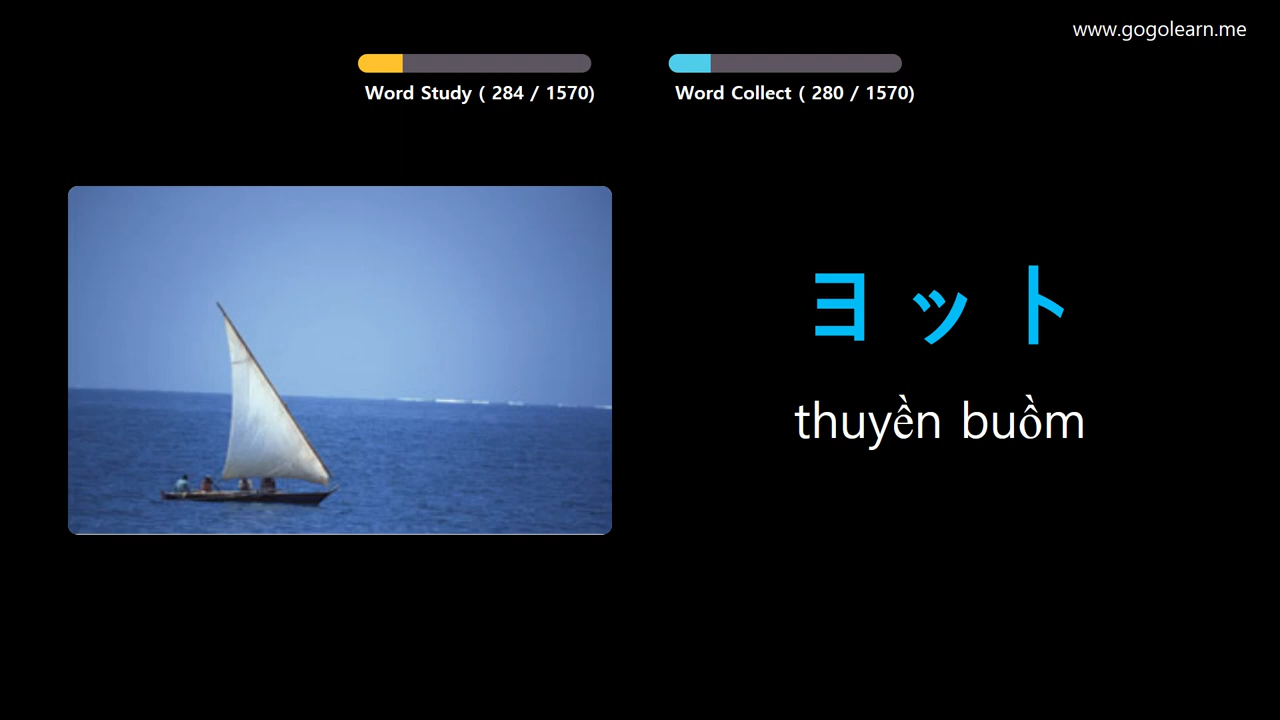 www.gogolearn.me
Word Study ( 284 / 1570)
Word Collect ( 280 / 1570)
ヨット
thuyền buồm